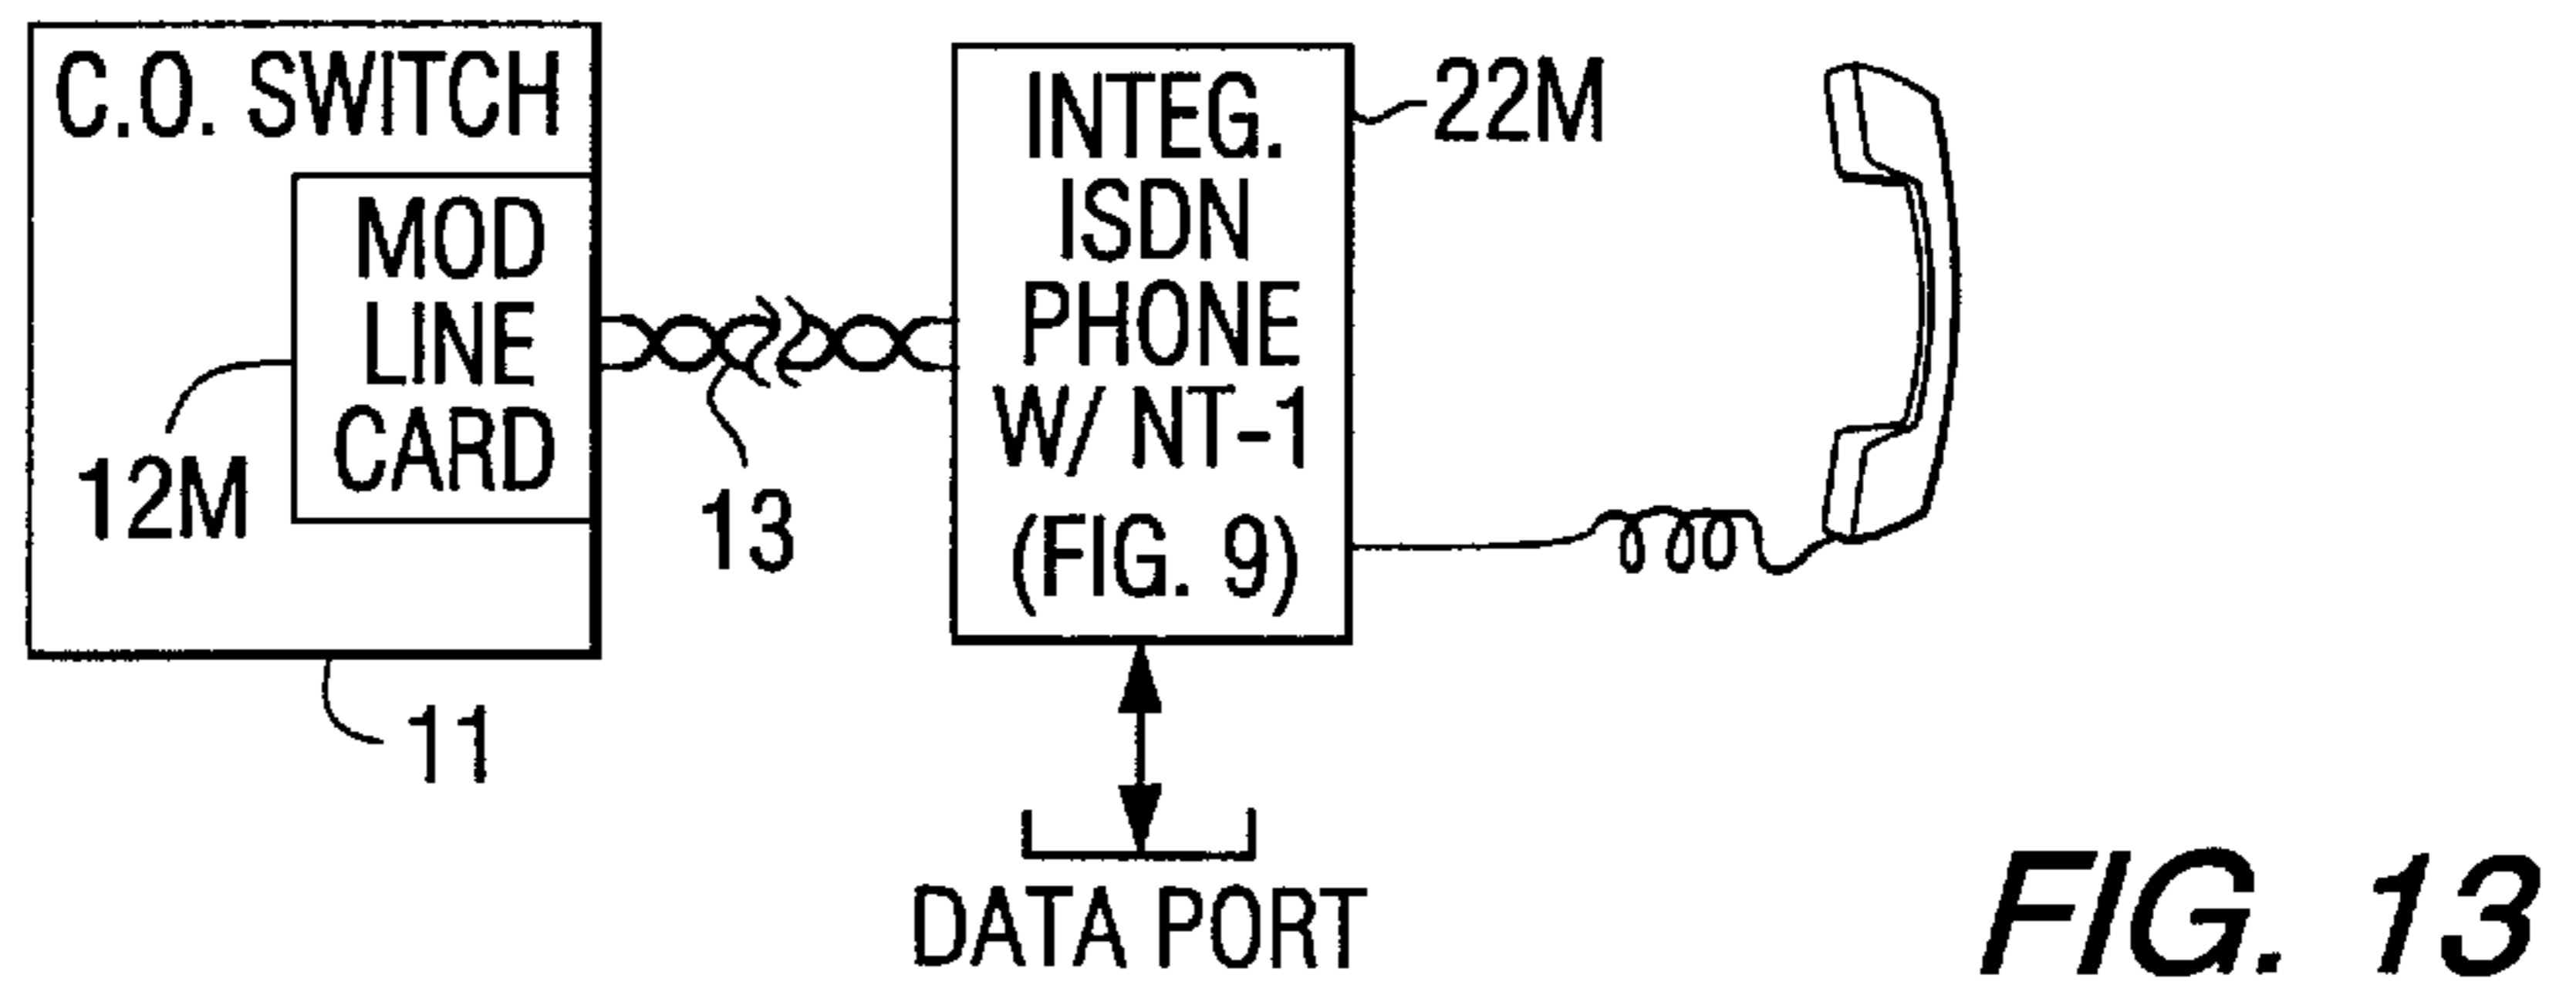 C.O. SWITCH
MOD
LINE
CARD
12M
11
13
INTEG.
ISDN
PHONE
W/ NT-1
(FIG. 9)
22M
DATA PORT
FIG. 13